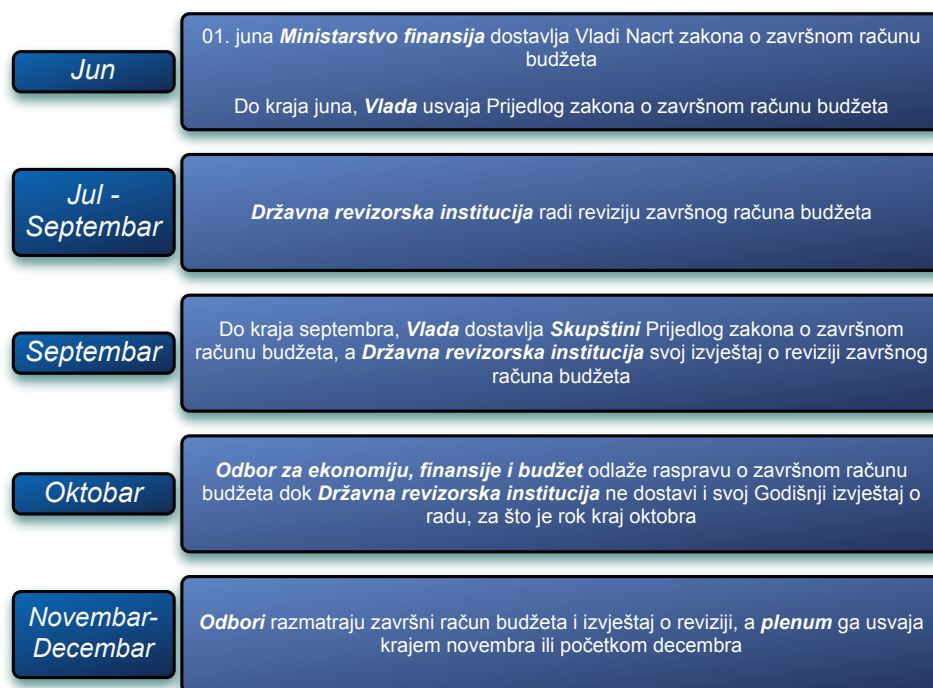 Jun
01. juna Ministarstvo finansija dostavlja Vladi Nacrt zakona o završnom računu
budžeta
Do kraja juna, Vlada usvaja Prijedlog zakona o završnom računu budžeta
Jul -
Septembar
Državna revizorska institucija radi reviziju završnog računa budžeta
Septembar
Do kraja septembra, Vlada dostavlja Skupštini Prijedlog zakona o završnom
računu budžeta, a Državna revizorska institucija svoj izvještaj o reviziji završnog
računa budžeta
Oktobar
Odbor za ekonomiju, finansije i budžet odlaže raspravu o završnom računu
budžeta dok Državna revizorska institucija ne dostavi i svoj Godišnji izvještaj o
radu, za što je rok kraj oktobra
Novembar-
Decembar
Odbori razmatraju završni račun budžeta i izvještaj o reviziji, a plenum ga usvaja
krajem novembra ili početkom decembra